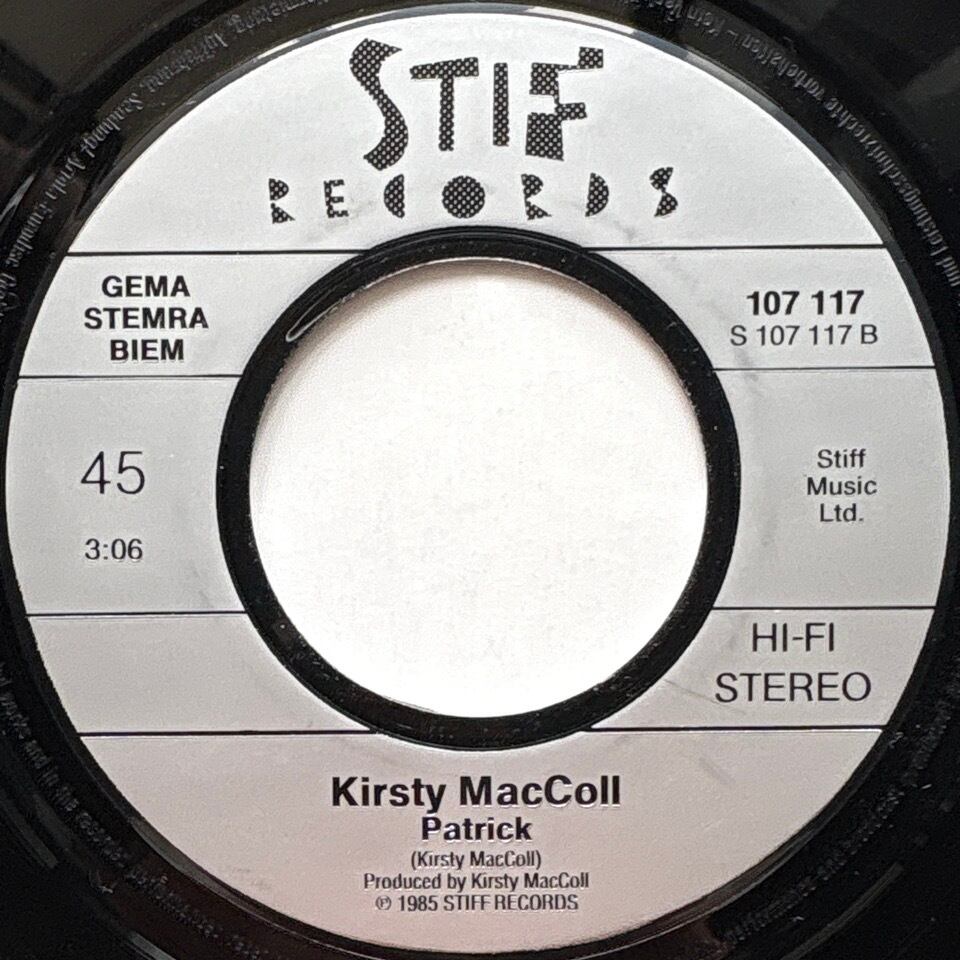 STIFF
RECORDS
GEMA
STEMRA
BIEM
107 117
S 107 117 B
45
3:06
Stiff
Music
Ltd.
HI-FI
STEREO
Kirsty MacColl
Patrick
(Kirsty MacColl)
Produced by Kirsty MacColl
℗ 1985 STIFF RECORDS